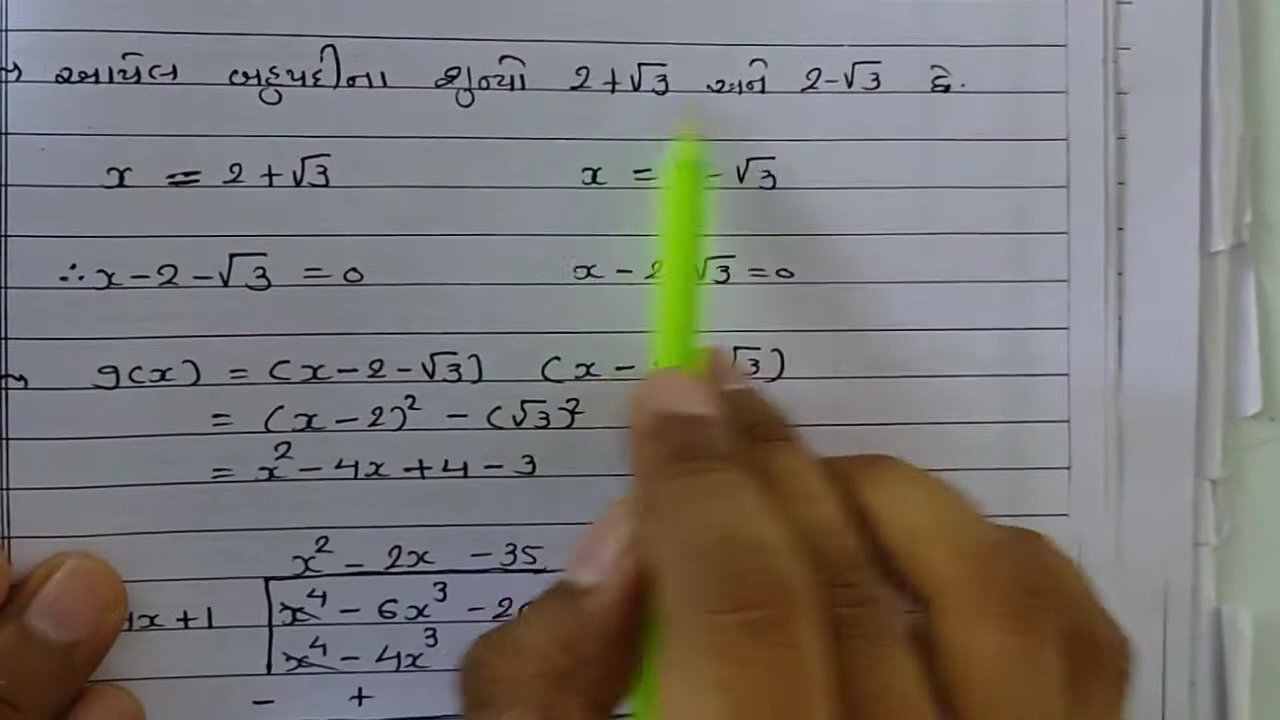 આપેલ બહુપદીના શૂન્યો 2+√3 અને 2-√3 છે.
x = 2+√3 x = - √3
∴ x-2-√3 = 0 x - 2 √3 = 0
g(x) = (x-2-√3) (x - √3)
= (x-2)² - (√3)²
= x² - 4x + 4 - 3
x² - 2x - 35
4x + 1 x⁴ - 6x³ - 2
x⁴ - 4x³
- +